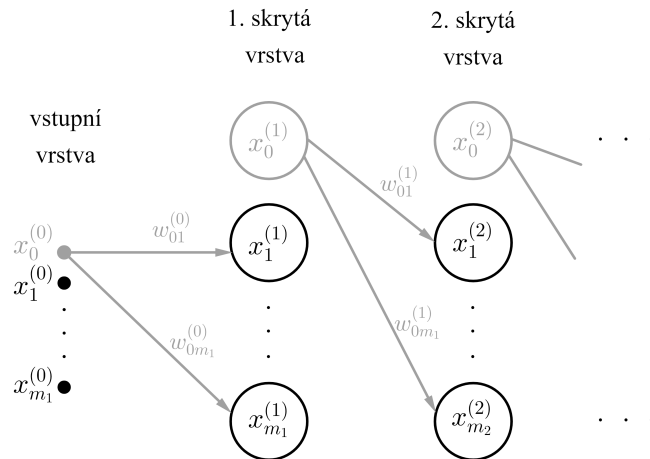 1. skrytá
vrstva
2. skrytá
vrstva
vstupní
vrstva
x_0^{(1)}
x_0^{(2)}
. .
w_{01}^{(1)}
x_0^{(0)}
w_{01}^{(0)}
x_1^{(1)}
x_1^{(2)}
x_1^{(0)}
w_{0m_1}^{(0)}
w_{0m_1}^{(1)}
x_{m_1}^{(0)}
x_{m_1}^{(1)}
x_{m_2}^{(2)}
. .